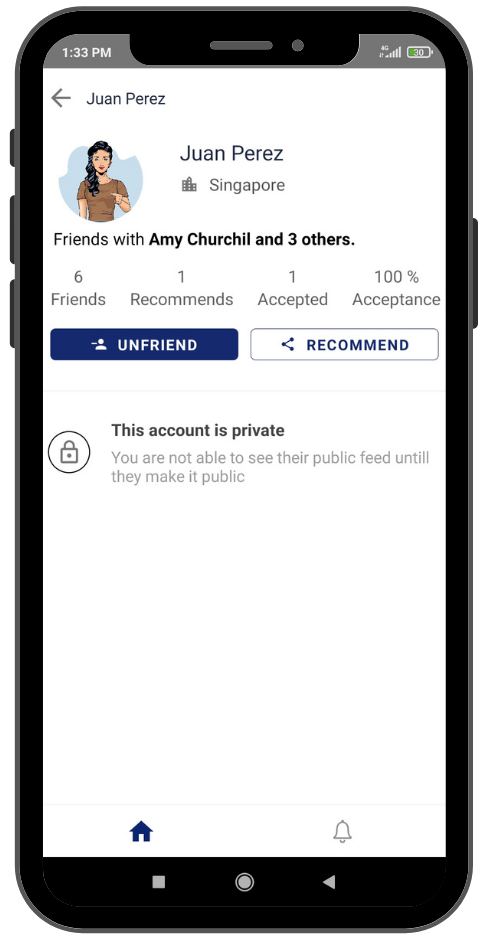 1:33 PM
4G
30
Juan Perez
Juan Perez
Singapore
Friends with Amy Churchil and 3 others.
6 1 1 100 %
Friends Recommends Accepted Acceptance
UNFRIEND RECOMMEND
This account is private
You are not able to see their public feed untill
they make it public